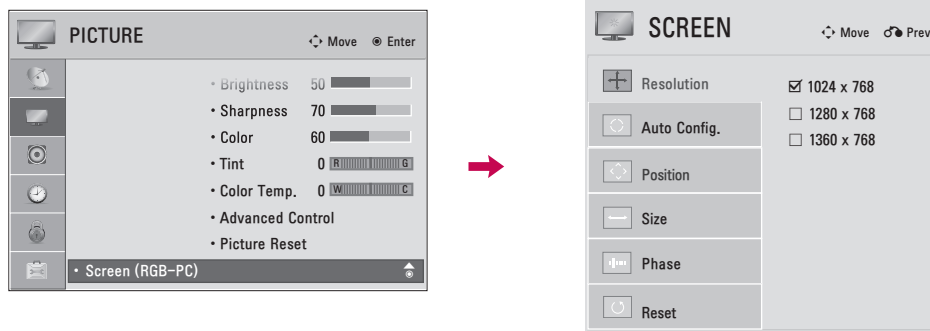 PICTURE
Move Enter
• Brightness 50
• Sharpness 70
• Color 60
• Tint 0 R G
• Color Temp. 0 W C
• Advanced Control
• Picture Reset
• Screen (RGB-PC)
SCREEN
Move Prev
Resolution
Auto Config.
Position
Size
Phase
Reset
☑ 1024 x 768
☐ 1280 x 768
☐ 1360 x 768